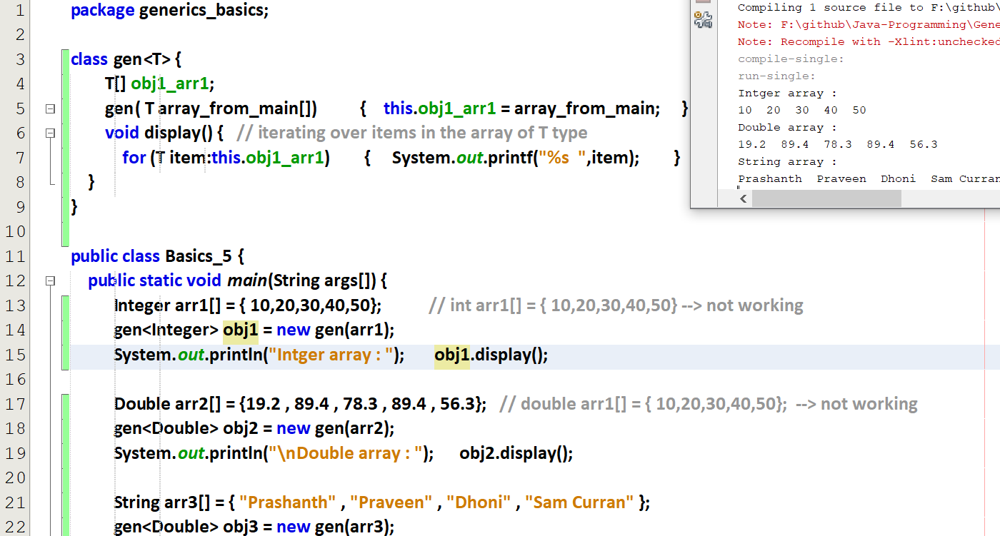 1 package generics_basics;
2
3 class gen<T> {
4 T[] obj1_arr1;
5 gen( T array_from_main[]) { this.obj1_arr1 = array_from_main; }
6 void display() { // iterating over items in the array of T type
7 for (T item:this.obj1_arr1) { System.out.printf("%s ",item); }
8 }
9 }
10
11 public class Basics_5 {
12 public static void main(String args[]) {
13 Integer arr1[] = { 10,20,30,40,50}; // int arr1[] = { 10,20,30,40,50} --> not working
14 gen<Integer> obj1 = new gen(arr1);
15 System.out.println("Intger array : "); obj1.display();
16
17 Double arr2[] = {19.2 , 89.4 , 78.3 , 89.4 , 56.3}; // double arr1[] = { 10,20,30,40,50}; --> not working
18 gen<Double> obj2 = new gen(arr2);
19 System.out.println("\nDouble array : "); obj2.display();
20
21 String arr3[] = { "Prashanth" , "Praveen" , "Dhoni" , "Sam Curran" };
22 gen<Double> obj3 = new gen(arr3);
Compiling 1 source file to F:\github\
Note: F:\github\Java-Programming\Gene
Note: Recompile with -Xlint:unchecked
compile-single:
run-single:
Intger array :
10 20 30 40 50
Double array :
19.2 89.4 78.3 89.4 56.3
String array :
Prashanth Praveen Dhoni Sam Curran